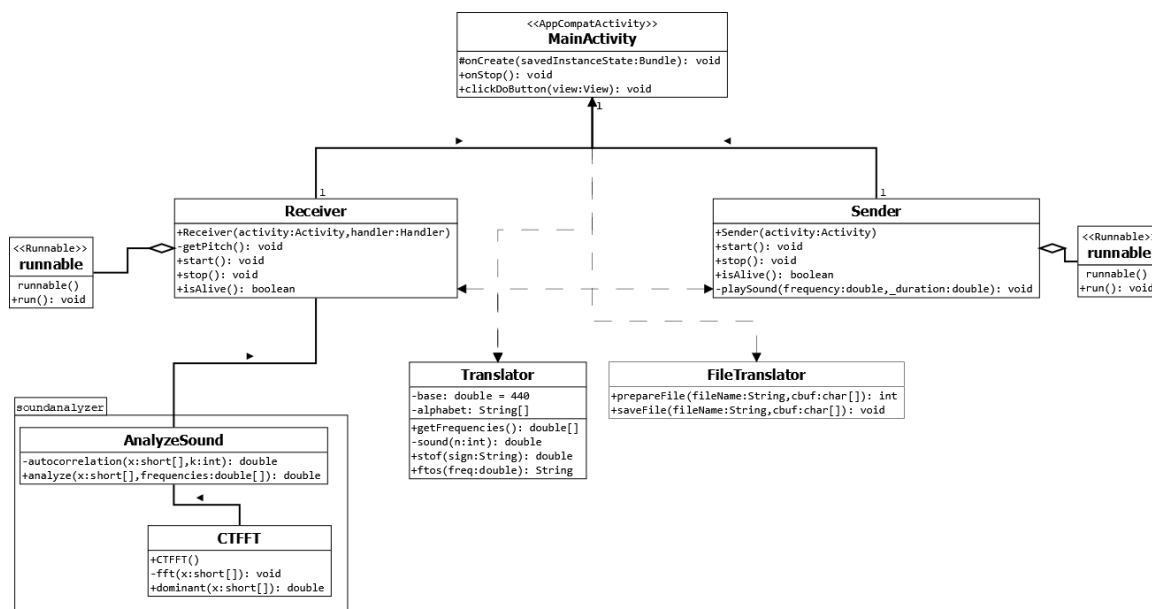 <<AppCompatActivity>>
MainActivity
#onCreate(savedInstanceState:Bundle): void
+onStop(): void
+clickDoButton(view:View): void
1
1
1
Receiver
+Receiver(activity:Activity,handler:Handler)
-getPitch(): void
+start(): void
+stop(): void
+isAlive(): boolean
Sender
+Sender(activity:Activity)
+start(): void
+stop(): void
+isAlive(): boolean
-playSound(frequency:double,_duration:double): void
<<Runnable>>
runnable
runnable()
+run(): void
<<Runnable>>
runnable
runnable()
+run(): void
Translator
-base: double = 440
-alphabet: String[]
+getFrequencies(): double[]
-sound(n:int): double
+stof(sign:String): double
+ftos(freq:double): String
FileTranslator
+prepareFile(fileName:String,cbuf:char[]): int
+saveFile(fileName:String,cbuf:char[]): void
soundanalyzer
AnalyzeSound
-autocorrelation(x:short[],k:int): double
+analyze(x:short[],frequencies:double[]): double
CTFFT
+CTFFT()
-fft(x:short[]): void
+dominant(x:short[]): double